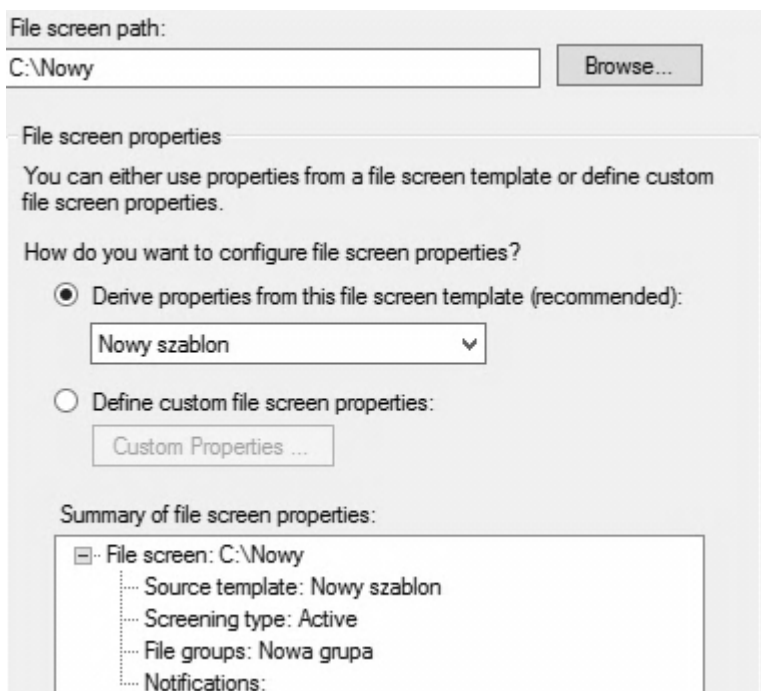 File screen path:
C:\Nowy
Browse...
File screen properties
You can either use properties from a file screen template or define custom
file screen properties.
How do you want to configure file screen properties?
Derive properties from this file screen template (recommended):
Nowy szablon
Define custom file screen properties:
Custom Properties ...
Summary of file screen properties:
File screen: C:\Nowy
Source template: Nowy szablon
Screening type: Active
File groups: Nowa grupa
Notifications: